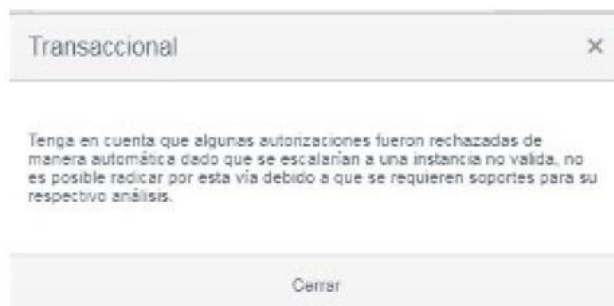 Transaccional ×
Tenga en cuenta que algunas autorizaciones fueron rechazadas de
manera automática dado que se escalarían a una instancia no valida, no
es posible radicar por esta vía debido a que se requieren soportes para su
respectivo análisis.
Cerrar